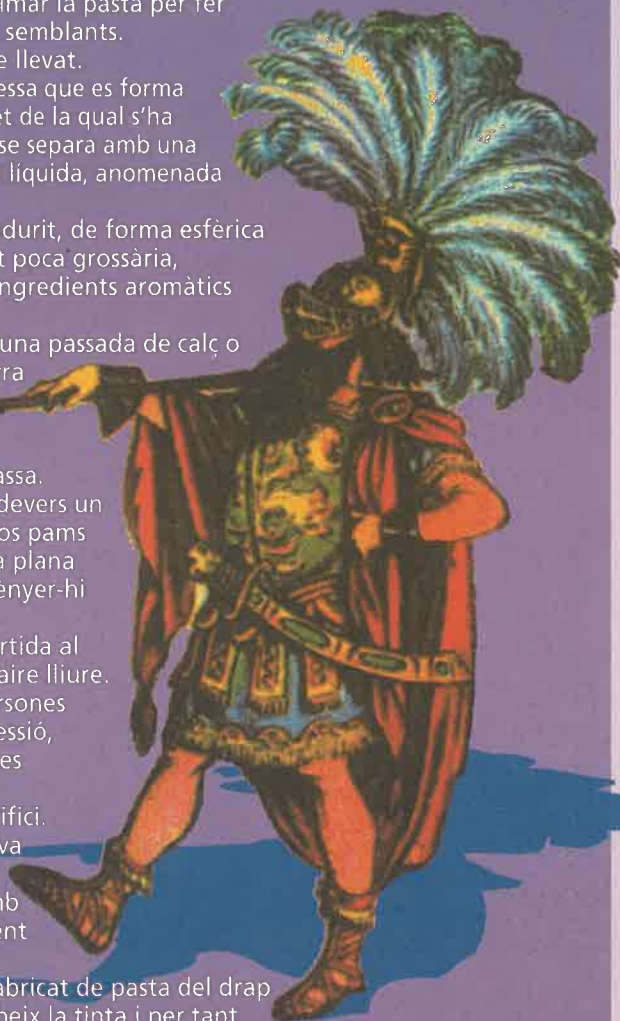 mar la pasta per fer
semblants.
e llevat.
essa que es forma
et de la qual s'ha
se separa amb una
líquida, anomenada
durit, de forma esfèrica
t poca grossària,
ngredients aromàtics
una passada de calç o
rra
assa.
devers un
os pams
a plana
ènyer-hi
rtida al
aire lliure.
rsones
essió,
es
ifici.
va
nb
ent
abricat de pasta del drap
beix la tinta i per tant